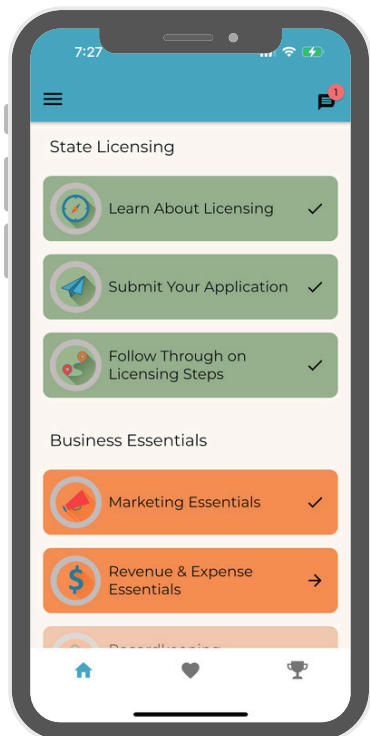 7:27
1
State Licensing
Learn About Licensing
Submit Your Application
Follow Through on
Licensing Steps
Business Essentials
Marketing Essentials
Revenue & Expense
Essentials
Recordkeeping